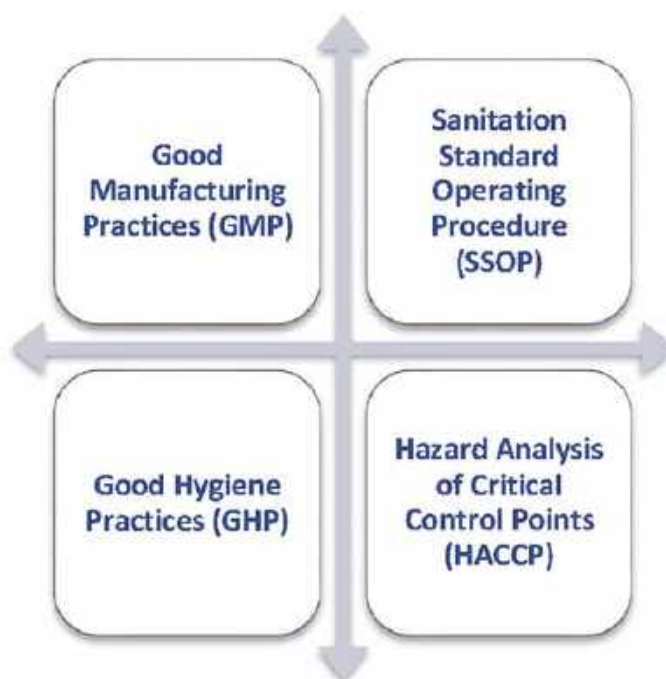 Good
Manufacturing
Practices (GMP)
Sanitation
Standard
Operating
Procedure
(SSOP)
Good Hygiene
Practices (GHP)
Hazard Analysis
of Critical
Control Points
(HACCP)